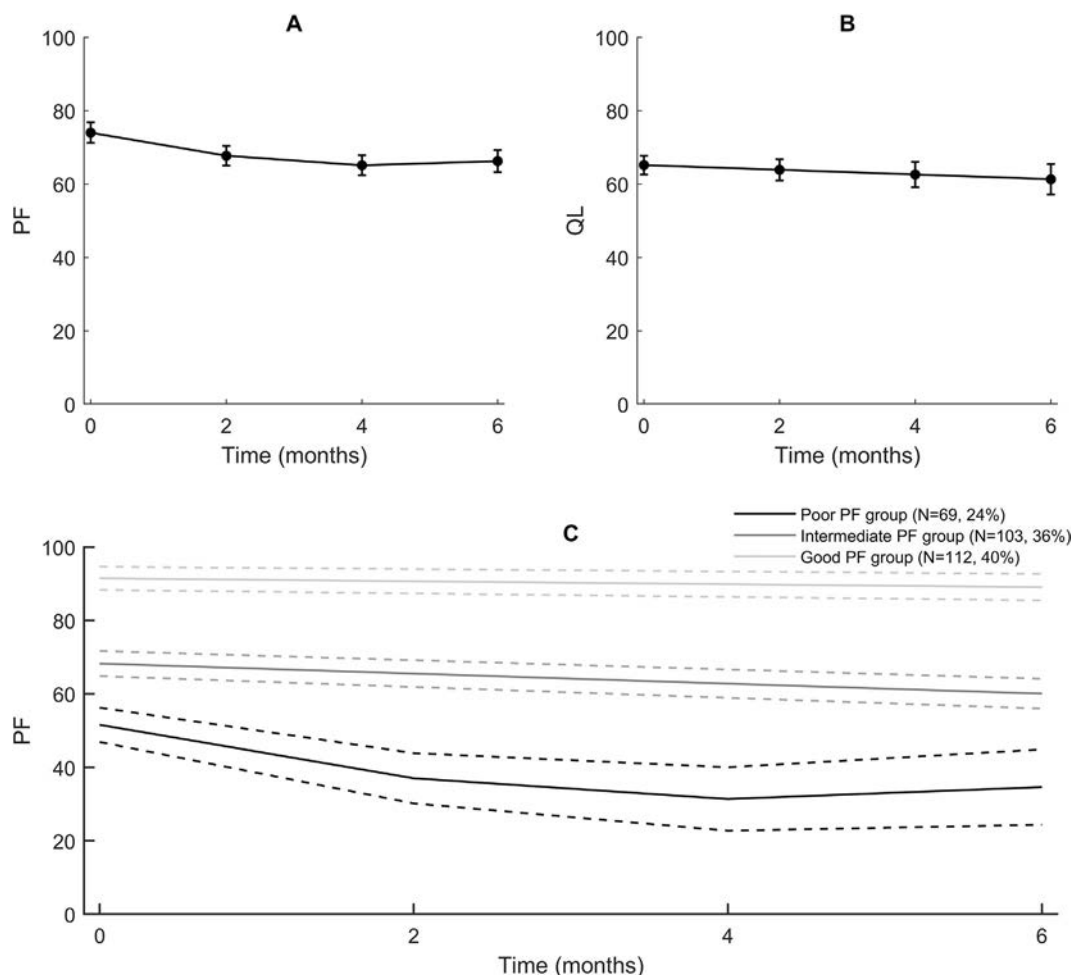 A
100
80
60
40
20
0
PF
0 2 4 6
Time (months)
B
100
80
60
40
20
0
QL
0 2 4 6
Time (months)
C
Poor PF group (N=69, 24%)
Intermediate PF group (N=103, 36%)
Good PF group (N=112, 40%)
100
80
60
40
20
0
PF
0 2 4 6
Time (months)